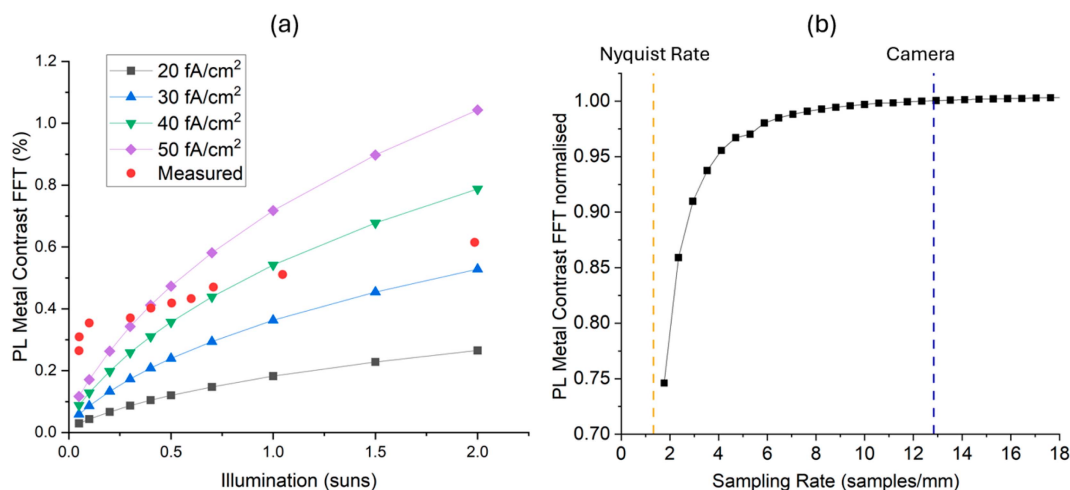 (a)
PL Metal Contrast FFT (%)
1.2
1.0
0.8
0.6
0.4
0.2
0.0
20 fA/cm²
30 fA/cm²
40 fA/cm²
50 fA/cm²
Measured
0.0 0.5 1.0 1.5 2.0
Illumination (suns)
(b)
Nyquist Rate Camera
PL Metal Contrast FFT normalised
1.00
0.95
0.90
0.85
0.80
0.75
0.70
0 2 4 6 8 10 12 14 16 18
Sampling Rate (samples/mm)